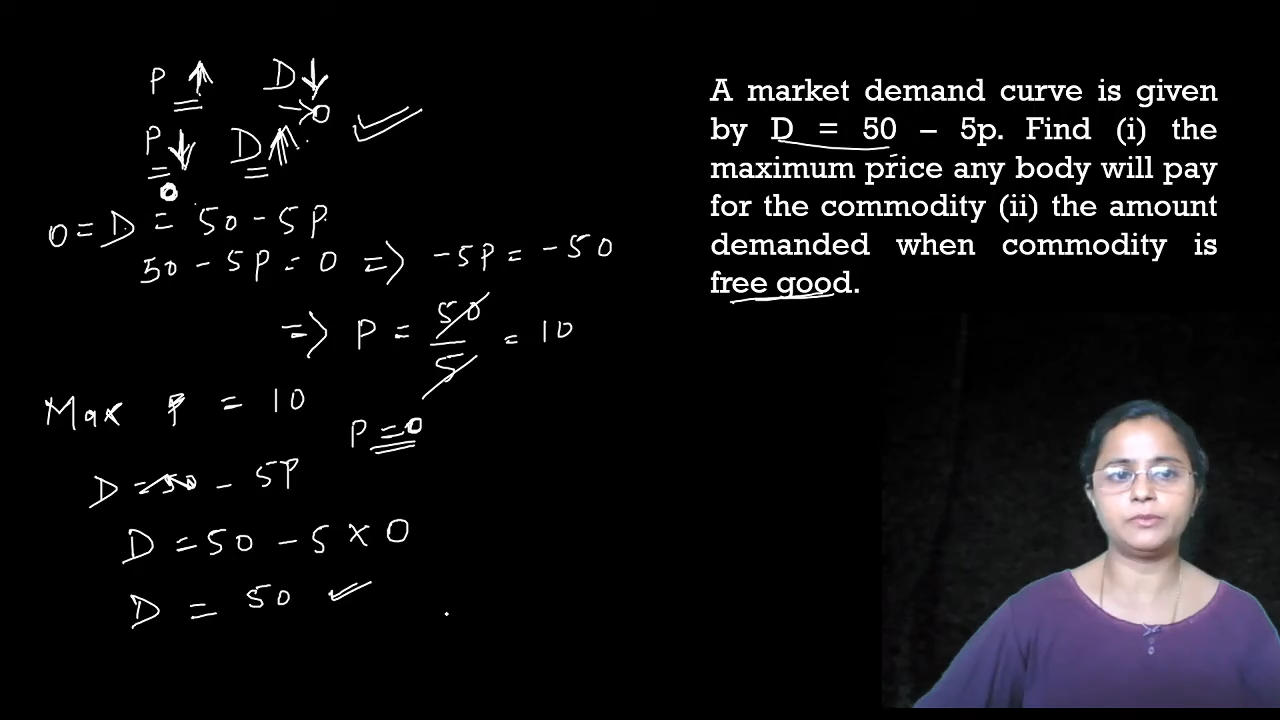 P ↑ D ↓
→ 0
P ↓ D ↑
0
0 = D = 50 - 5P
50 - 5P = 0 => -5P = -50
=> P = 50/5 = 10
Max P = 10
P = 0
D = 50 - 5P
D = 50 - 5 × 0
D = 50 ✓
A market demand curve is given
by D = 50 – 5p. Find (i) the
maximum price any body will pay
for the commodity (ii) the amount
demanded when commodity is
free good.